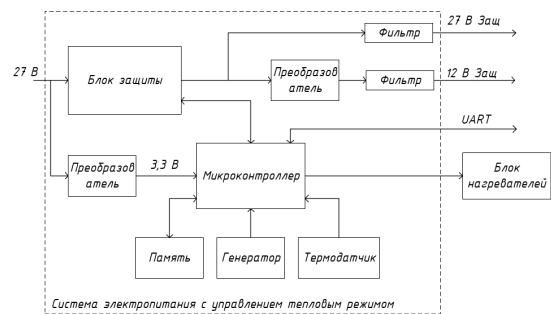 27 В Защ
Фильтр
27 В
Блок защиты
Преобразов
атель
Фильтр
12 В Защ
UART
Преобразов
атель
3,3 В
Микроконтроллер
Блок
нагревателей
Память
Генератор
Термодатчик
Система электропитания с управлением тепловым режимом